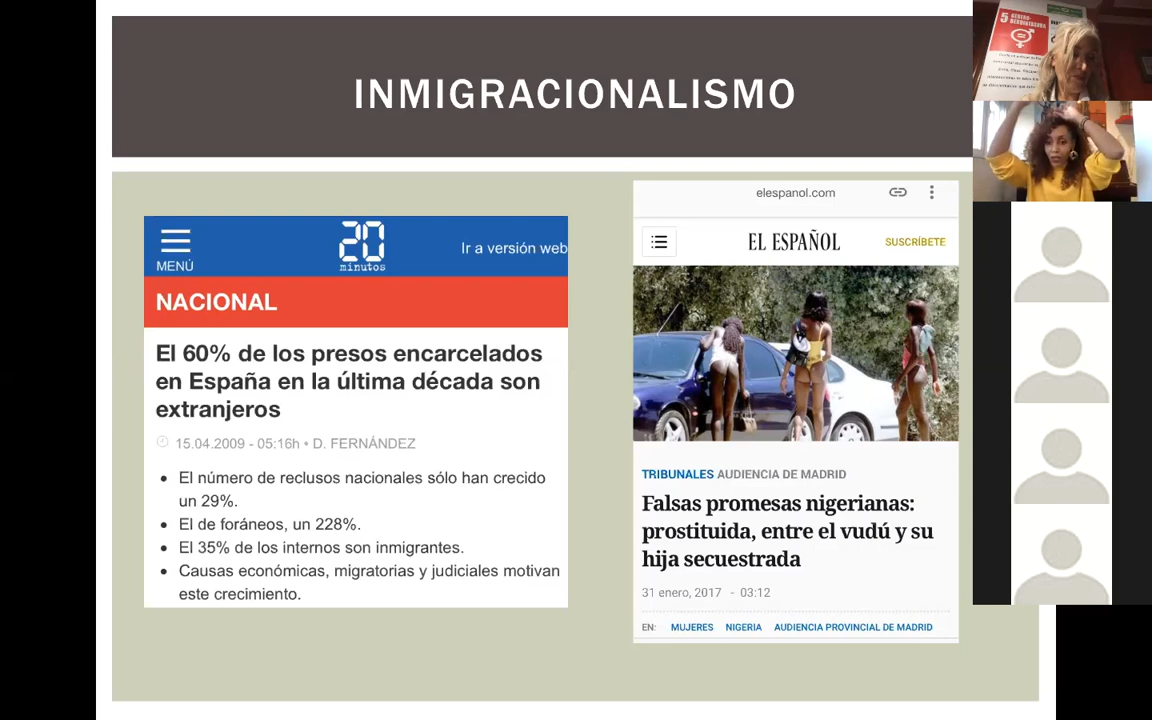 INMIGRACIONALISMO
MENÚ
20
minutos
Ir a versión web
NACIONAL
El 60% de los presos encarcelados
en España en la última década son
extranjeros
15.04.2009 - 05:16h • D. FERNÁNDEZ
• El número de reclusos nacionales sólo han crecido
un 29%.
• El de foráneos, un 228%.
• El 35% de los internos son inmigrantes.
• Causas económicas, migratorias y judiciales motivan
este crecimiento.
elespanol.com
EL ESPAÑOL
SUSCRÍBETE
TRIBUNALES AUDIENCIA DE MADRID
Falsas promesas nigerianas:
prostituida, entre el vudú y su
hija secuestrada
31 enero, 2017 - 03:12
EN: MUJERES NIGERIA AUDIENCIA PROVINCIAL DE MADRID
5